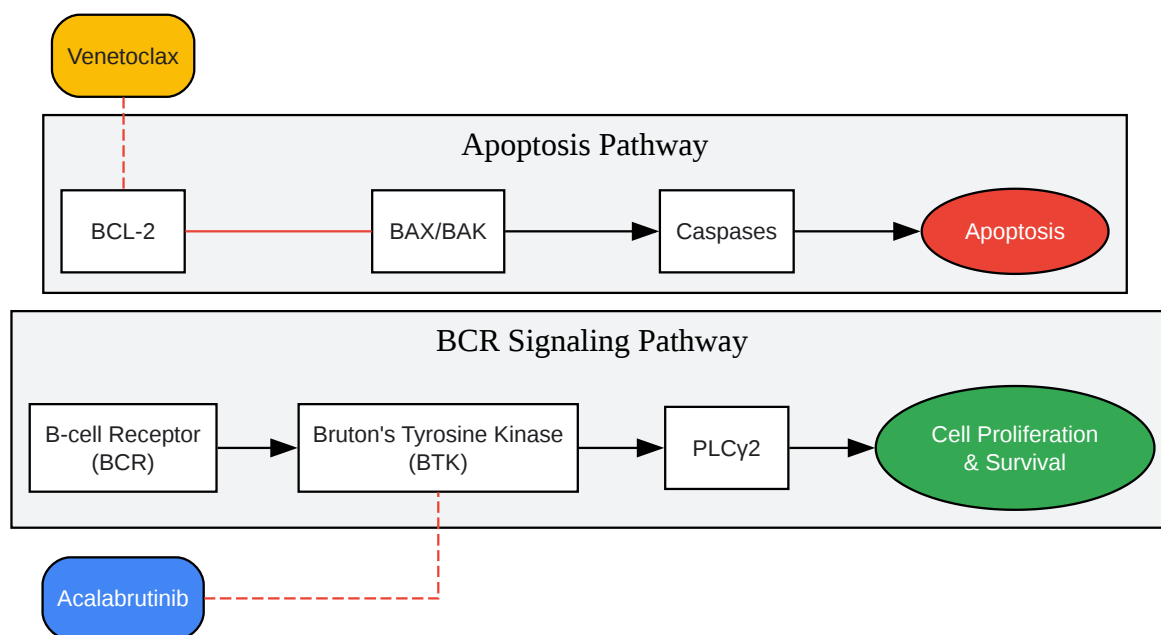 Venetoclax
Apoptosis Pathway
BCL-2
BAX/BAK
Caspases
Apoptosis
BCR Signaling Pathway
B-cell Receptor
(BCR)
Bruton's Tyrosine Kinase
(BTK)
PLCγ2
Cell Proliferation
& Survival
Acalabrutinib